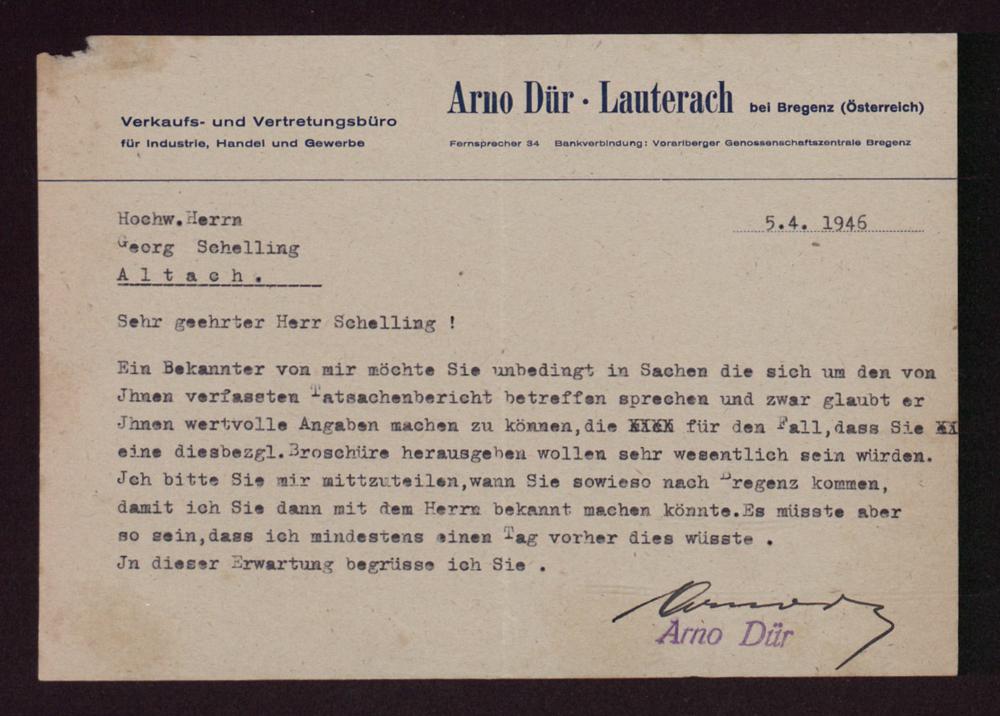 Arno Dür · Lauterach bei Bregenz (Österreich)
Verkaufs- und Vertretungsbüro
für Industrie, Handel und Gewerbe
Fernsprecher 34 Bankverbindung: Vorarlberger Genossenschaftszentrale Bregenz
Hochw.Herrn
5.4. 1946
Georg Schelling
Altach.
Sehr geehrter Herr Schelling !
Ein Bekannter von mir möchte Sie unbedingt in Sachen die sich um den von
Jhnen verfassten Tatsachenbericht betreffen sprechen und zwar glaubt er
Jhnen wertvolle Angaben machen zu können,die XXXX für den Fall,dass Sie XX
eine diesbezgl.Broschüre herausgeben wollen sehr wesentlich sein würden.
Jch bitte Sie mir mittzuteilen,wann Sie sowieso nach Bregenz kommen,
damit ich Sie dann mit dem Herrn bekannt machen könnte.Es müsste aber
so sein,dass ich mindestens einen Tag vorher dies wüsste .
Jn dieser Erwartung begrüsse ich Sie .
Arno Dür